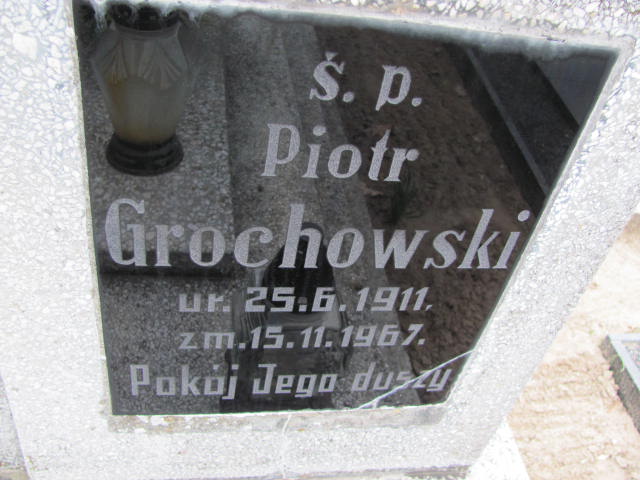 ś. p.
Piotr
Grochowski
ur. 25.6.1911,
zm.15.11.1967.
Pokój Jego duszy